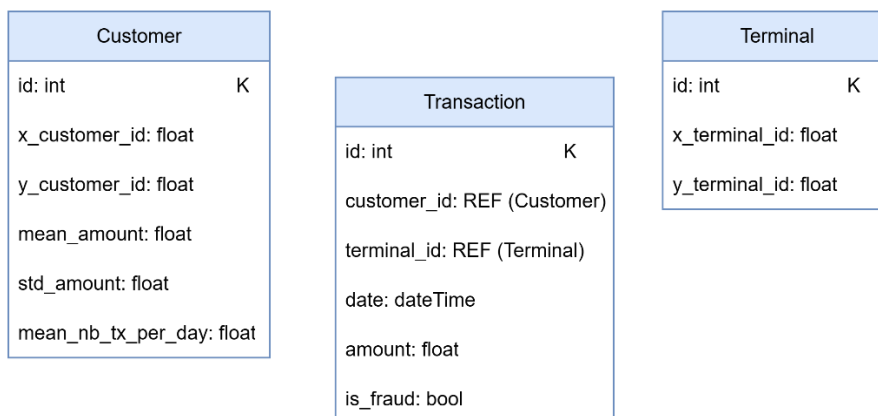 Customer
id: int K
x_customer_id: float
y_customer_id: float
mean_amount: float
std_amount: float
mean_nb_tx_per_day: float
Transaction
id: int K
customer_id: REF (Customer)
terminal_id: REF (Terminal)
date: dateTime
amount: float
is_fraud: bool
Terminal
id: int K
x_terminal_id: float
y_terminal_id: float